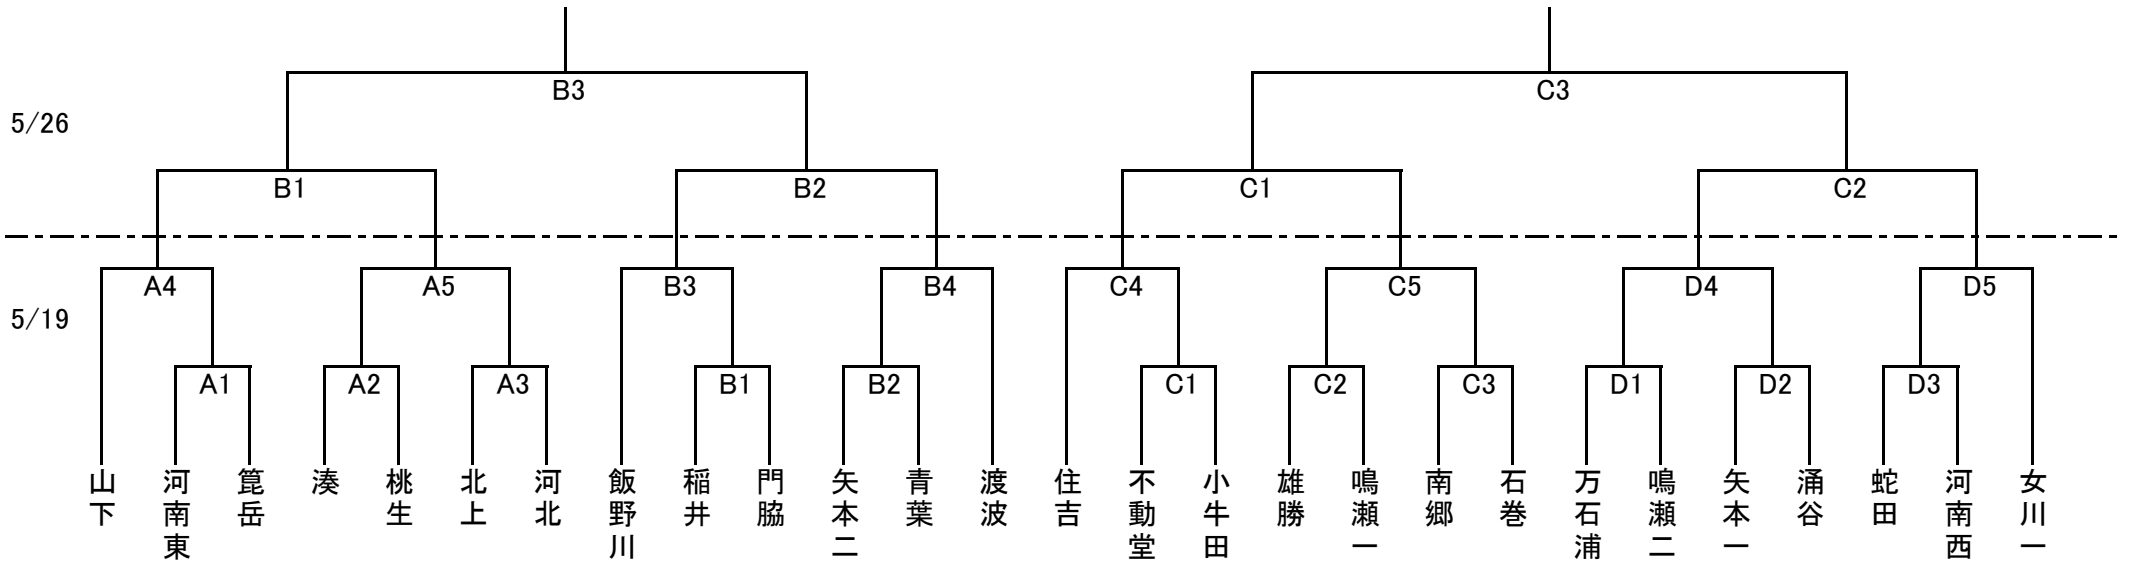 B3 C3
5/26
B1 B2 C1 C2
A4 A5 B3 B4 C4 C5 D4 D5
5/19
A1 A2 A3 B1 B2 C1 C2 C3 D1 D2 D3
山下
河南東
箟岳
湊
桃生
北上
河北
飯野川
稲井
門脇
矢本二
青葉
渡波
住吉
不動堂
小牛田
雄勝
鳴瀬一
南郷
石巻
万石浦
鳴瀬二
矢本一
涌谷
蛇田
河南西
女川一